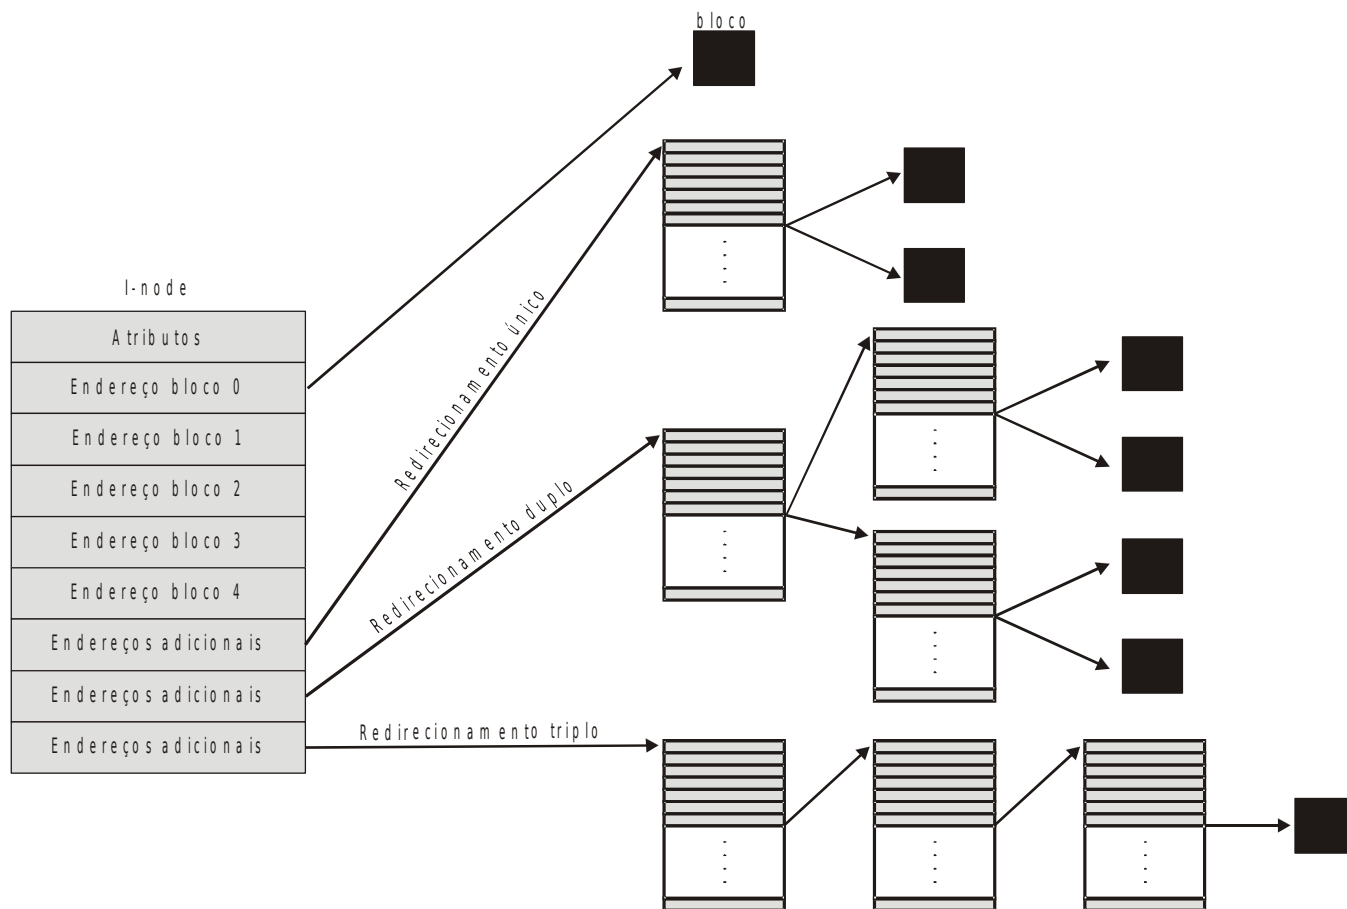 bloco
I-node
Atributos
Endereço bloco 0
Endereço bloco 1
Endereço bloco 2
Endereço bloco 3
Endereço bloco 4
Endereços adicionais
Endereços adicionais
Endereços adicionais
Redirecionamento único
Redirecionamento duplo
Redirecionamento triplo